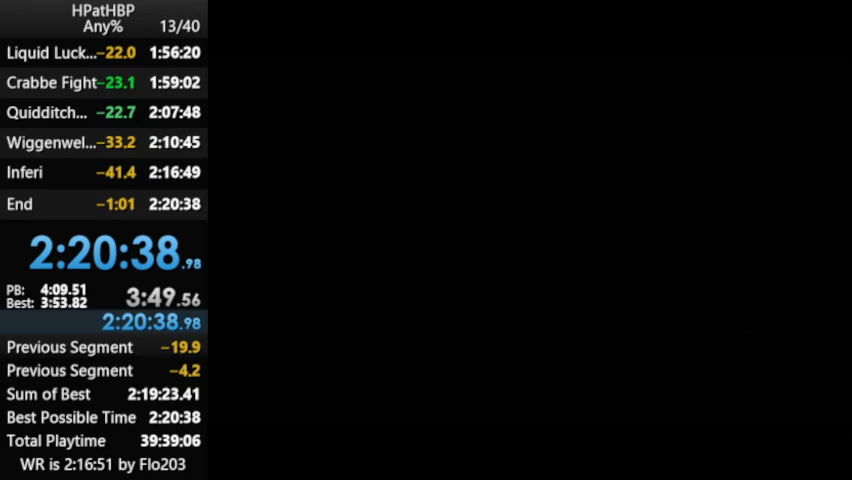 HPatHBP
Any% 13/40
Liquid Luck... −22.0 1:56:20
Crabbe Fight −23.1 1:59:02
Quidditch... −22.7 2:07:48
Wiggenwel... −33.2 2:10:45
Inferi −41.4 2:16:49
End −1:01 2:20:38
2:20:38.98
PB: 4:09.51
Best: 3:53.82
3:49.56
2:20:38.98
Previous Segment −19.9
Previous Segment −4.2
Sum of Best 2:19:23.41
Best Possible Time 2:20:38
Total Playtime 39:39:06
WR is 2:16:51 by Flo203